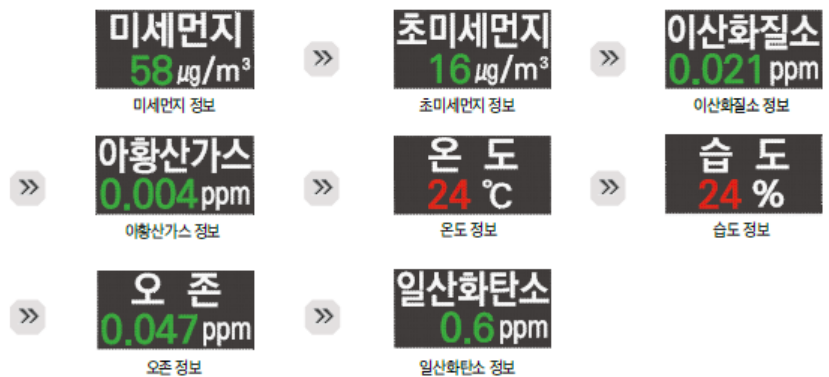 미세먼지
58 ㎍/m³
미세먼지 정보
»
초미세먼지
16 ㎍/m³
초미세먼지 정보
»
이산화질소
0.021 ppm
이산화질소 정보
»
아황산가스
0.004 ppm
아황산가스 정보
»
온 도
24 ℃
온도 정보
»
습 도
24 %
습도 정보
»
오 존
0.047 ppm
오존 정보
»
일산화탄소
0.6 ppm
일산화탄소 정보